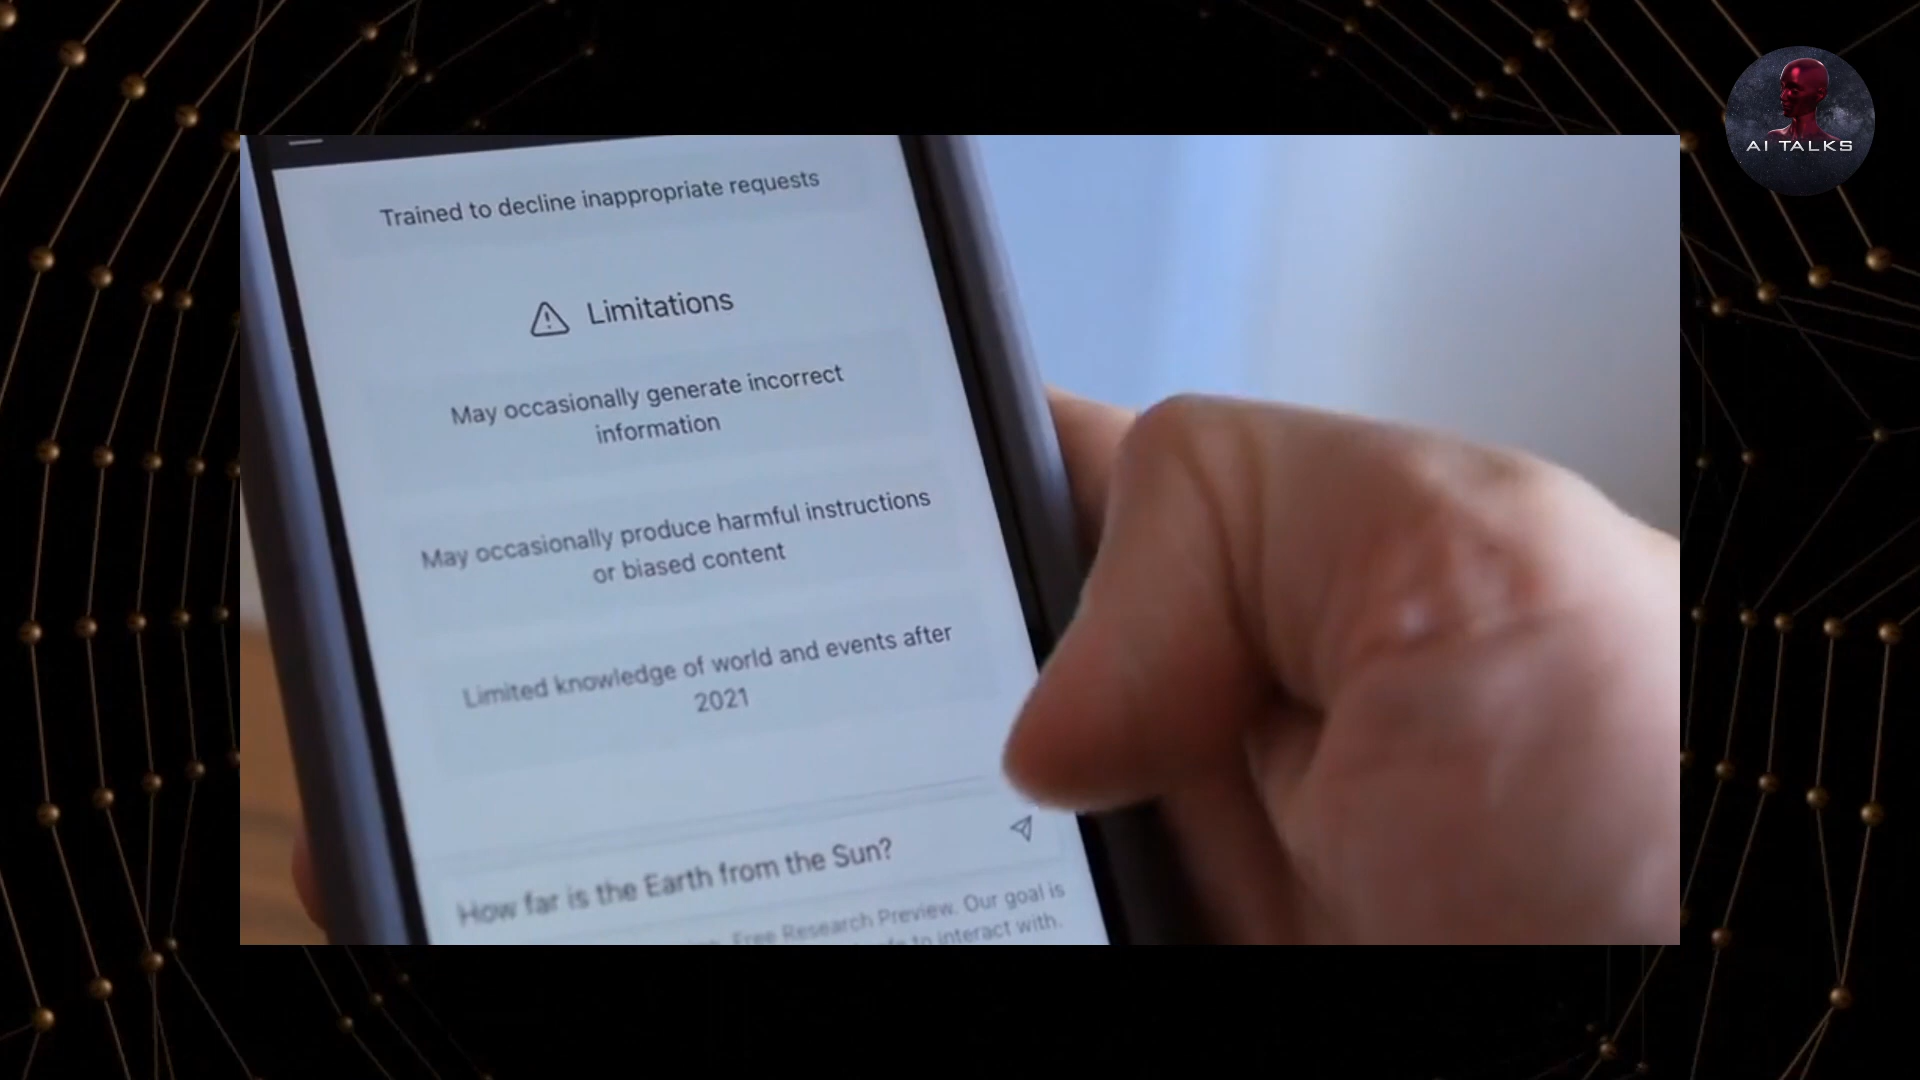 AI TALKS
Trained to decline inappropriate requests
Limitations
May occasionally generate incorrect
information
May occasionally produce harmful instructions
or biased content
Limited knowledge of world and events after
2021
How far is the Earth from the Sun?
Free Research Preview. Our goal is
to interact with.